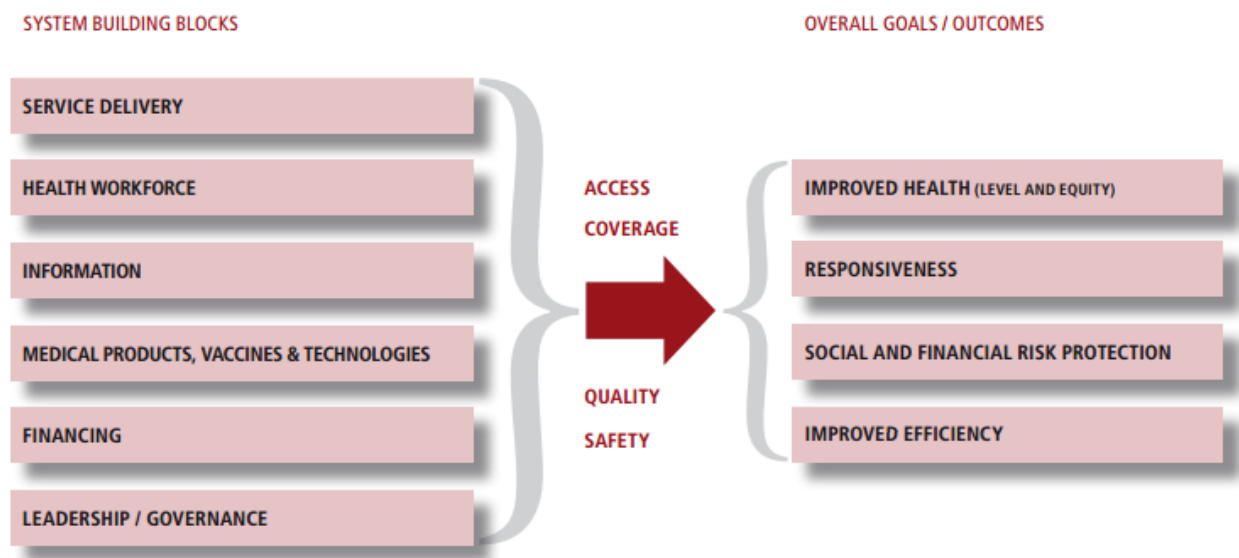 SYSTEM BUILDING BLOCKS
SERVICE DELIVERY
HEALTH WORKFORCE
INFORMATION
MEDICAL PRODUCTS, VACCINES & TECHNOLOGIES
FINANCING
LEADERSHIP / GOVERNANCE
ACCESS
COVERAGE
QUALITY
SAFETY
OVERALL GOALS / OUTCOMES
IMPROVED HEALTH (LEVEL AND EQUITY)
RESPONSIVENESS
SOCIAL AND FINANCIAL RISK PROTECTION
IMPROVED EFFICIENCY